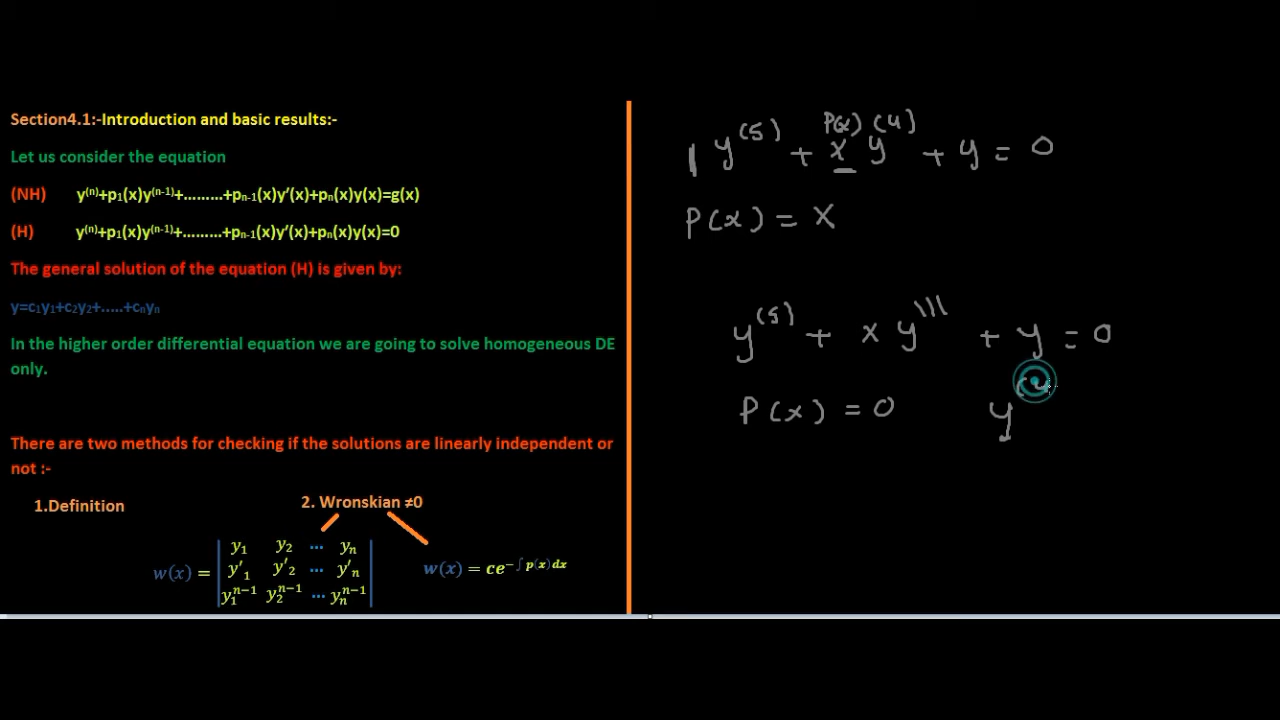 Section4.1:-Introduction and basic results:-
Let us consider the equation
(NH) y⁽ⁿ⁾+p₁(x)y⁽ⁿ⁻¹⁾+………+pₙ₋₁(x)y′(x)+pₙ(x)y(x)=g(x)
(H) y⁽ⁿ⁾+p₁(x)y⁽ⁿ⁻¹⁾+………+pₙ₋₁(x)y′(x)+pₙ(x)y(x)=0
The general solution of the equation (H) is given by:
y=c₁y₁+c₂y₂+…..+cₙyₙ
In the higher order differential equation we are going to solve homogeneous DE
only.
There are two methods for checking if the solutions are linearly independent or
not :-
1.Definition 2. Wronskian ≠0
y₁ y₂ … yₙ
w(x) = y′₁ y′₂ … y′ₙ w(x) = ce^(-∫p(x)dx)
y₁ⁿ⁻¹ y₂ⁿ⁻¹ … yₙⁿ⁻¹
P(x)
1 y⁽⁵⁾ + x y⁽⁴⁾ + y = 0
P(x) = x
y⁽⁵⁾ + x y''' + y = 0
P(x) = 0 y⁽⁴